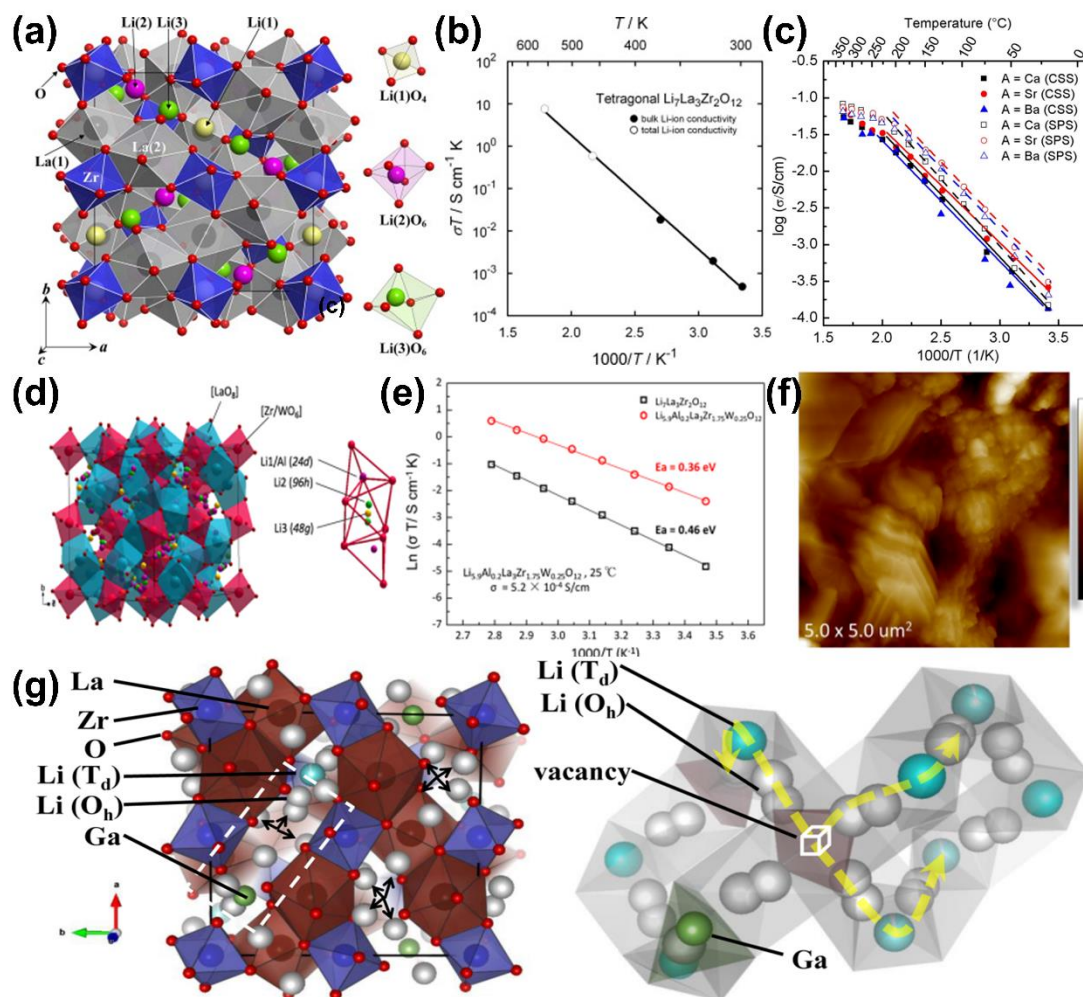 (a)
Li(2) Li(3) Li(1)
O
Li(1)O₄
La(1)
La(2)
Zr
Li(2)O₆
(c)
Li(3)O₆
b
c
a
(b)
T / K
600 500 400 300
10²
10¹
10⁰
10⁻¹
10⁻²
10⁻³
10⁻⁴
σT / S cm⁻¹ K
Tetragonal Li₇La₃Zr₂O₁₂
bulk Li-ion conductivity
total Li-ion conductivity
1.5 2.0 2.5 3.0 3.5
1000/T / K⁻¹
(c)
Temperature (°C)
350 300 250 200 150 100 50 0
-0.5
-1.0
-1.5
-2.0
-2.5
-3.0
-3.5
-4.0
log (σ/S/cm)
A = Ca (CSS)
A = Sr (CSS)
A = Ba (CSS)
A = Ca (SPS)
A = Sr (SPS)
A = Ba (SPS)
1.5 2.0 2.5 3.0 3.5
1000/T (1/K)
(d)
[LaO₈]
[Zr/WO₆]
Li1/Al (24d)
Li2 (96h)
Li3 (48g)
b
(e)
2
1
0
-1
-2
-3
-4
-5
-6
-7
Ln (σ T/ S cm⁻¹ K)
Li₇La₃Zr₂O₁₂
Li₅.₉Al₀.₂La₃Zr₁.₇₅W₀.₂₅O₁₂
Ea = 0.36 eV
Ea = 0.46 eV
Li₅.₉Al₀.₂La₃Zr₁.₇₅W₀.₂₅O₁₂ , 25 ℃
σ = 5.2 × 10⁻⁴ S/cm
2.7 2.8 2.9 3.0 3.1 3.2 3.3 3.4 3.5 3.6
1000/T (K⁻¹)
(f)
5.0 x 5.0 um²
(g)
La
Zr
O
Li (T_d)
Li (O_h)
Ga
a
b
Li (T_d)
Li (O_h)
vacancy
Ga